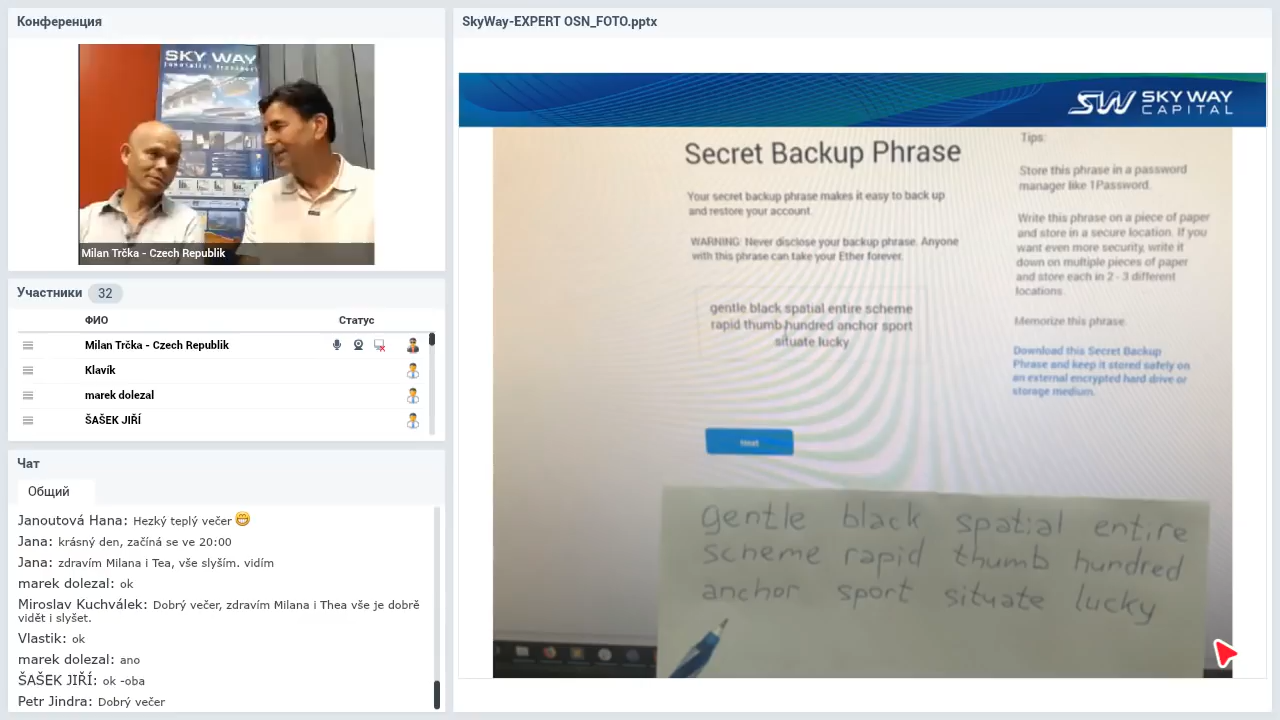 Конференция
SKY WAY
Milan Trčka - Czech Republik
Участники 32
ФИО Статус
Milan Trčka - Czech Republik
Klavík
marek dolezal
ŠAŠEK JIŘÍ
Чат
Общий
Janoutová Hana: Hezký teplý večer
Jana: krásný den, začíná se ve 20:00
Jana: zdravím Milana i Tea, vše slyším. vidím
marek dolezal: ok
Miroslav Kuchválek: Dobrý večer, zdravím Milana i Thea vše je dobře
vidět i slyšet.
Vlastik: ok
marek dolezal: ano
ŠAŠEK JIŘÍ: ok -oba
Petr Jindra: Dobrý večer
SkyWay-EXPERT OSN_FOTO.pptx
SW SKY WAY
CAPITAL
Secret Backup Phrase
Your secret backup phrase makes it easy to back up
and restore your account.
WARNING: Never disclose your backup phrase. Anyone
with this phrase can take your Ether forever.
gentle black spatial entire scheme
rapid thumb hundred anchor sport
situate lucky
Next
Tips:
Store this phrase in a password
manager like 1Password.
Write this phrase on a piece of paper
and store in a secure location. If you
want even more security, write it
down on multiple pieces of paper
and store each in 2 - 3 different
locations.
Memorize this phrase.
Download this Secret Backup
Phrase and keep it stored safely on
an external encrypted hard drive or
storage medium.
gentle black spatial entire
scheme rapid thumb hundred
anchor sport situate lucky